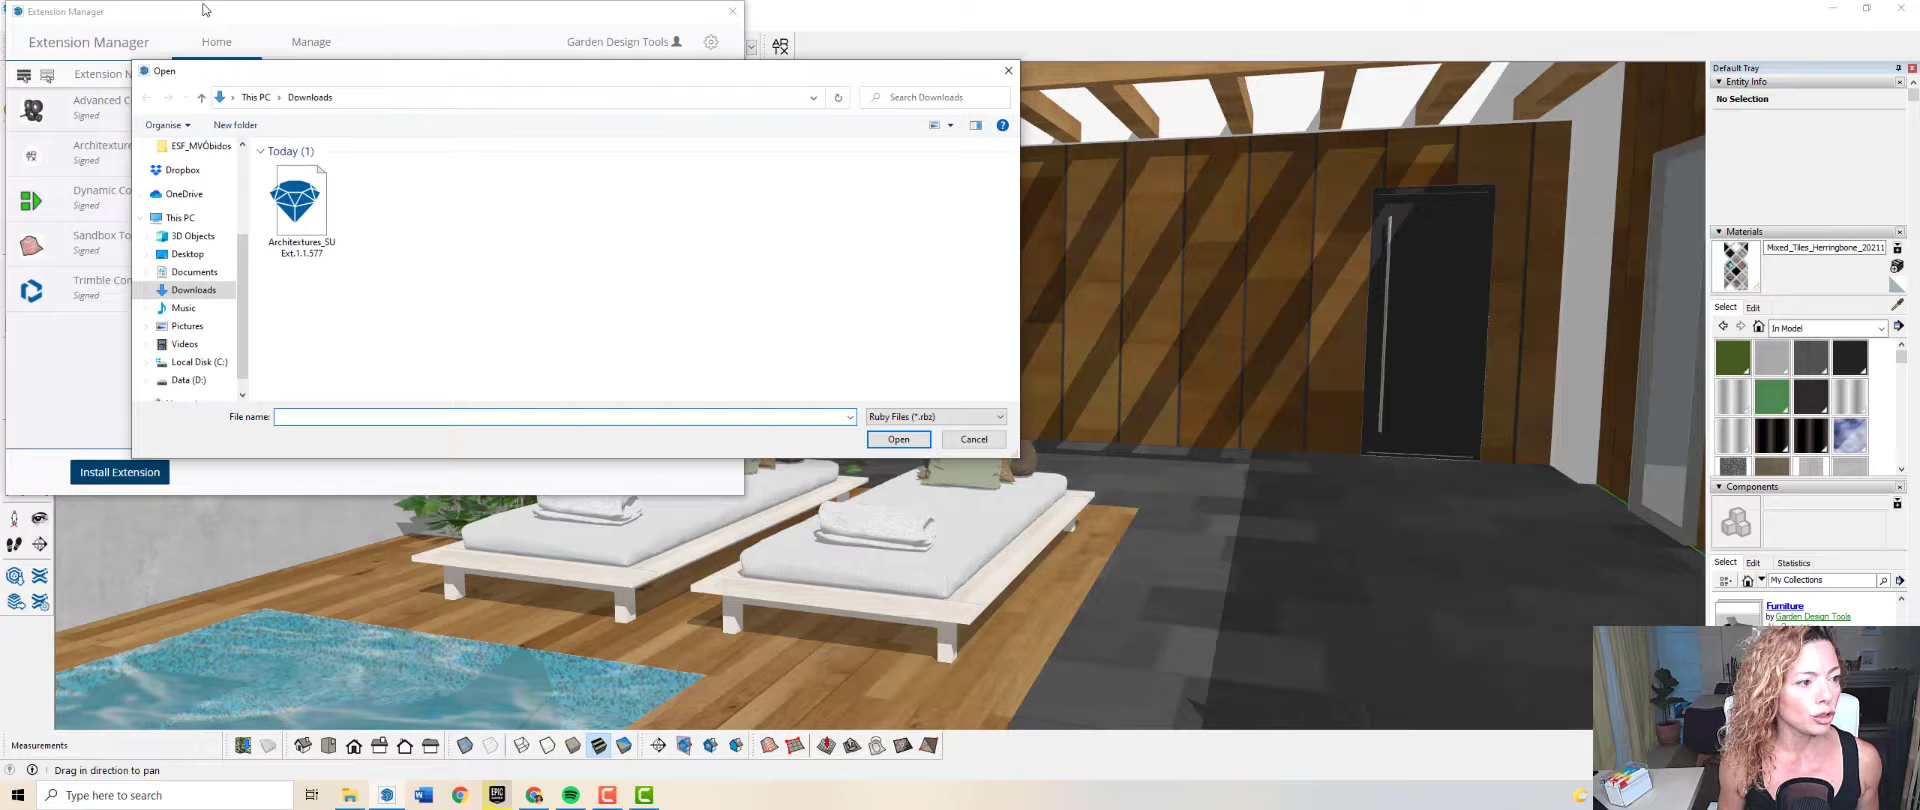 Extension Manager
Extension Manager
Home
Manage
Garden Design Tools
AR
TX
Extension N
Advanced C
Signed
Architexture
Signed
Dynamic Co
Signed
Sandbox To
Signed
Trimble Con
Signed
Install Extension
Open
This PC
Downloads
Search Downloads
Organise
New folder
ESF_MVÓbidos
Dropbox
OneDrive
This PC
3D Objects
Desktop
Documents
Downloads
Music
Pictures
Videos
Local Disk (C:)
Data (D:)
Today (1)
Architextures_SU
Ext.1.1.577
File name:
Ruby Files (*.rbz)
Open
Cancel
Default Tray
Entity Info
No Selection
Materials
Mixed_Tiles_Herringbone_20211
Select
Edit
In Model
Components
Select
Edit
Statistics
My Collections
Furniture
by Garden Design Tools
Measurements
Drag in direction to pan
Type here to search
EPIC